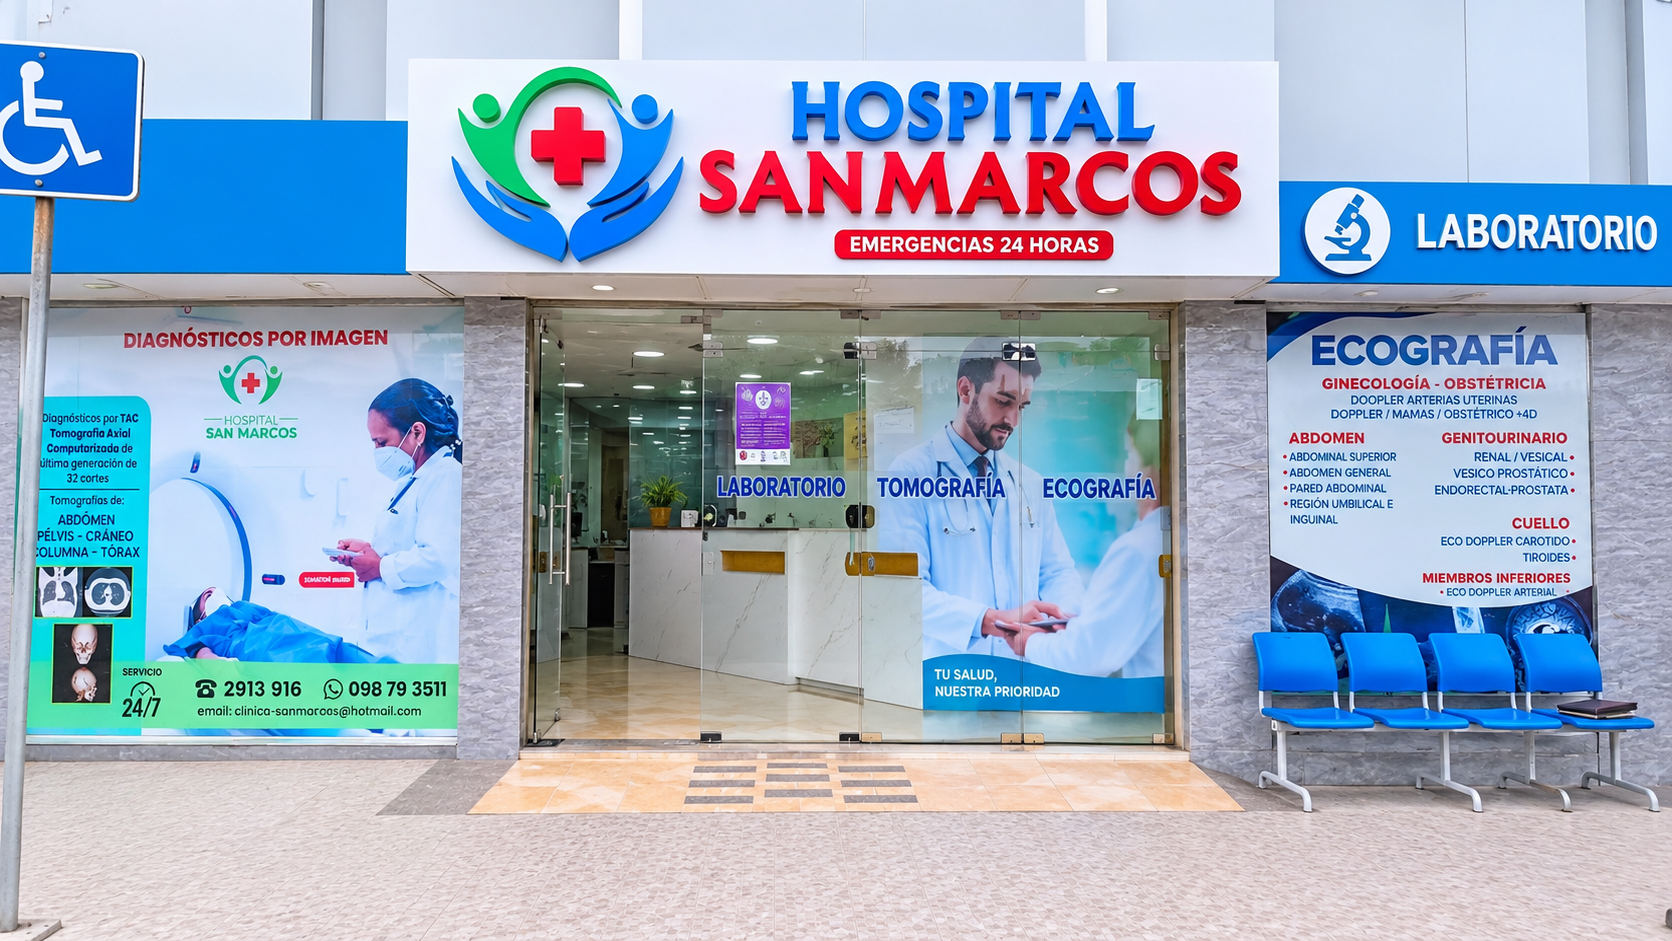 HOSPITAL
SAN MARCOS
EMERGENCIAS 24 HORAS
LABORATORIO
DIAGNÓSTICOS POR IMAGEN
HOSPITAL
SAN MARCOS
Diagnósticos por TAC
Tomografia Axial
Computarizada de
última generación de
32 cortes
Tomografias de:
ABDÓMEN
PÉLVIS - CRÁNEO
COLUMNA - TÓRAX
SERVICIO
24/7
2913 916
098 79 3511
email: clinica-sanmarcos@hotmail.com
LABORATORIO
TOMOGRAFÍA
ECOGRAFÍA
TU SALUD,
NUESTRA PRIORIDAD
ECOGRAFÍA
GINECOLOGÍA - OBSTÉTRICIA
DOOPLER ARTERIAS UTERINAS
DOPPLER / MAMAS / OBSTÉTRICO +4D
ABDOMEN
• ABDOMINAL SUPERIOR
• ABDOMEN GENERAL
• PARED ABDOMINAL
• REGIÓN UMBILICAL E
INGUINAL
GENITOURINARIO
RENAL / VESICAL •
VESICO PROSTÁTICO •
ENDORECTAL-PROSTATA •
CUELLO
ECO DOPPLER CAROTIDO •
TIROIDES •
MIEMBROS INFERIORES
• ECO DOPPLER ARTERIAL